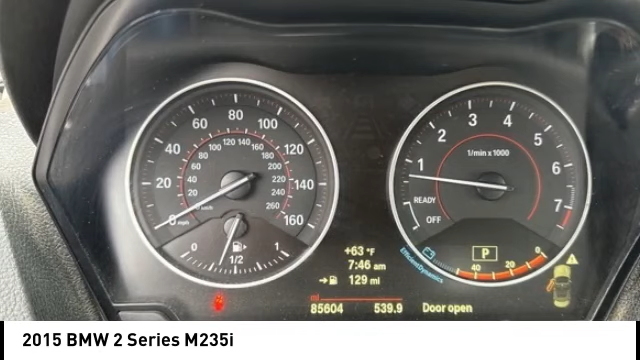 0 20 40 60 80 100 120 140 160
mph
20 40 60 80 100 120 140 160 180 200 220 240 260
km/h
0 1/2 1
1 2 3 4 5 6 7
1/min x 1000
READY
OFF
EfficientDynamics
P
40 20 0
+63 °F
7:46 am
129 ml
ml
85604 539.9 Door open
2015 BMW 2 Series M235i